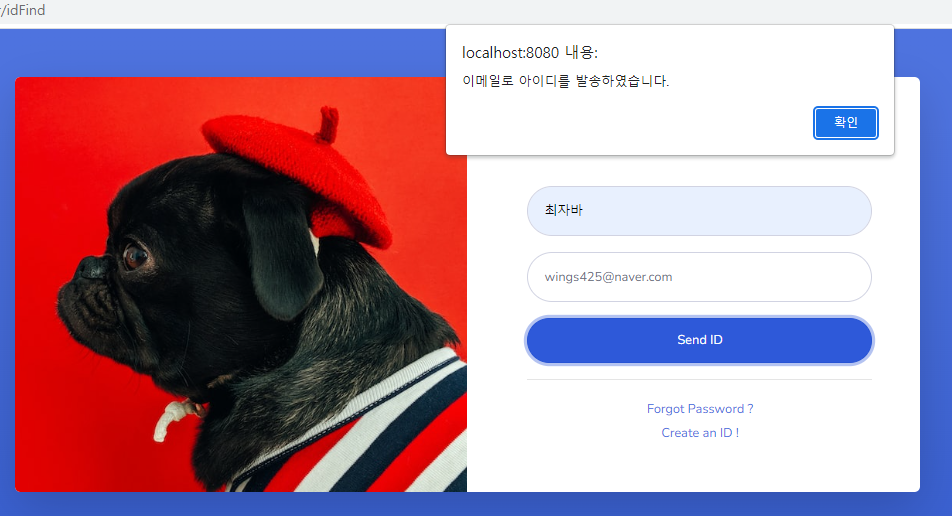 /idFind
localhost:8080 내용:
이메일로 아이디를 발송하였습니다.
확인
최자바
wings425@naver.com
Send ID
Forgot Password ?
Create an ID !